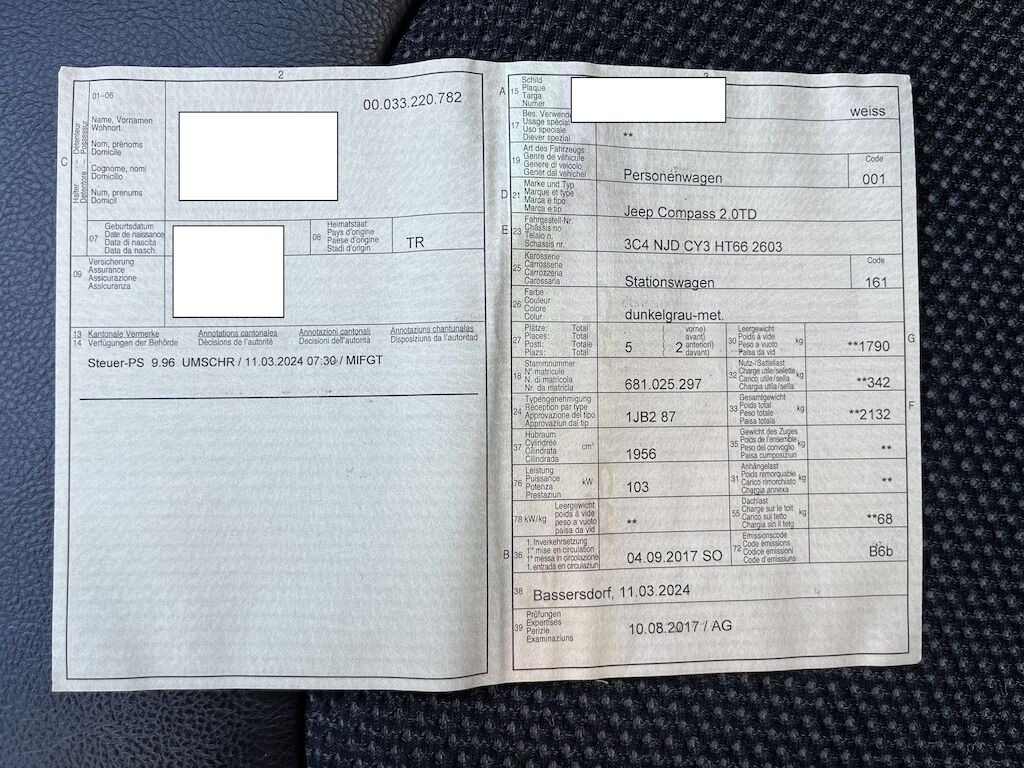 2
01-06
00.033.220.782
C
Halter – Détenteur
Detentore – Possessur
Name, Vornamen
Wohnort
Nom, prénoms
Domicile
Cognome, nomi
Domicilio
Num, prenums
Domicil
07
Geburtsdatum
Date de naissance
Data di nascita
Data da nasch.
08
Heimatstaat
Pays d'origine
Paese d'origine
Stadi d'origin
TR
09
Versicherung
Assurance
Assicurazione
Assicuranza
13 Kantonale Vermerke Annotations cantonales Annotazioni cantonali Annotaziuns chantunalas
14 Verfügungen der Behörde Décisions de l'autorité Decisioni dell'autorità Disposiziuns da l'autoritad
Steuer-PS 9.96 UMSCHR / 11.03.2024 07:30 / MIFGT
3
A
15
Schild
Plaque
Targa
Numer
weiss
17
Bes. Verwendung
Usage spécial
Uso speciale
Diever spezial
**
19
Art des Fahrzeugs
Genre de véhicule
Genere di veicolo
Gener dal vehichel
Personenwagen
Code
001
D
21
Marke und Typ
Marque et type
Marca e tipo
Marca e tip
Jeep Compass 2.0TD
E
23
Fahrgestell-Nr.
Châssis no
Telaio n.
Schassis nr.
3C4 NJD CY3 HT66 2603
25
Karosserie
Carrosserie
Carrozzeria
Carossaria
Stationswagen
Code
161
26
Farbe
Couleur
Colore
Colur
dunkelgrau-met.
27
Plätze: Total
Places: Total
Posti: Totale
Plazs: Total
5
2
vorne)
avant)
anteriori)
davant)
30
Leergewicht
Poids à vide
Peso a vuoto
Paisa da vid
kg
**1790
G
18
Stammnummer
N° matricule
N. di matricola
Nr. da matricla
681.025.297
32
Nutz-/Sattellast
Charge utile/sellette
Carico utile/sella
Chargia utila/sella
kg
**342
24
Typengenehmigung
Réception par type
Approvazione del tipo
Approvaziun dal tip
1JB2 87
33
Gesamtgewicht
Poids total
Peso totale
Paisa totala
kg
**2132
F
37
Hubraum
Cylindrée
Cilindrata
Cilindrada
cm³
1956
35
Gewicht des Zuges
Poids de l'ensemble
Peso del convoglio
Paisa cumposiziun
kg
**
76
Leistung
Puissance
Potenza
Prestaziun
kW
103
31
Anhängelast
Poids remorquable
Carico rimorchiato
Chargia annexa
kg
**
78 kW/kg
Leergewicht
poids à vide
peso a vuoto
paisa da vid
**
55
Dachlast
Charge sur le toit
Carico sul tetto
Chargia sin il tetg
kg
**68
B
36
1. Inverkehrsetzung
1re mise en circulation
1a messa in circolazione
1. entrada en circulaziun
04.09.2017 SO
72
Emissionscode
Code émissions
Codice emissioni
Code d'emissiuns
B6b
38
Bassersdorf, 11.03.2024
39
Prüfungen
Expertises
Perizie
Examinaziuns
10.08.2017 / AG